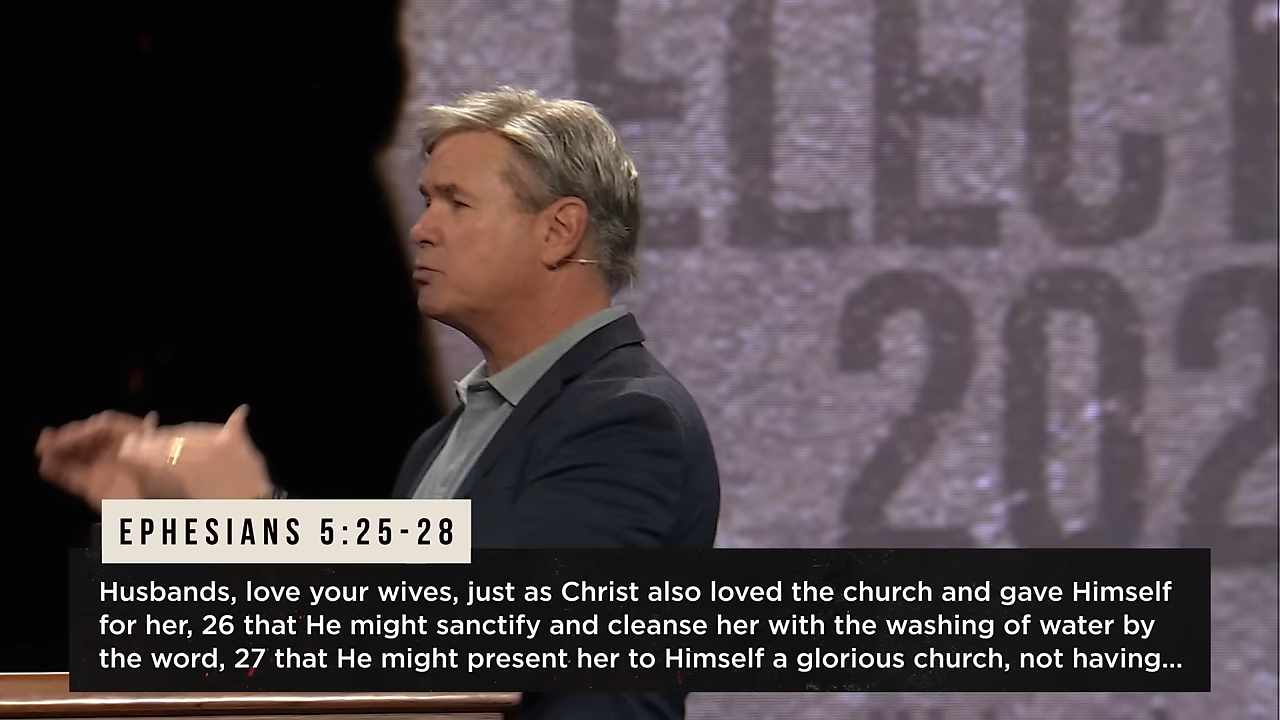 ELECT
202
EPHESIANS 5:25-28
Husbands, love your wives, just as Christ also loved the church and gave Himself
for her, 26 that He might sanctify and cleanse her with the washing of water by
the word, 27 that He might present her to Himself a glorious church, not having...